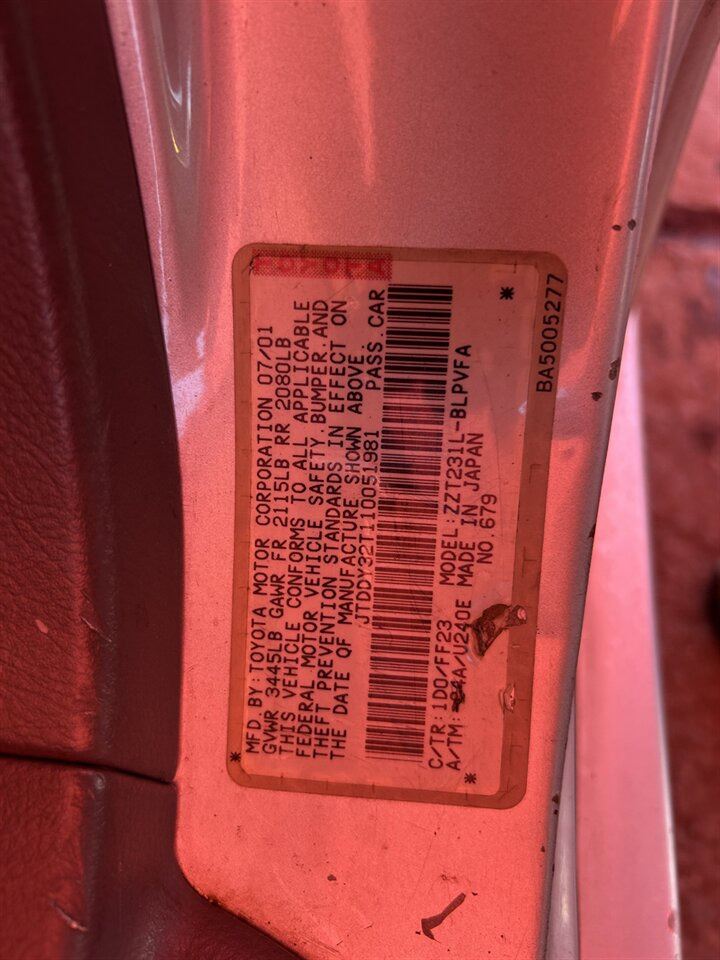 TOYOTA
MFD. BY: TOYOTA MOTOR CORPORATION 07/01
GVWR 3445LB GAWR FR 2115LB RR 2080LB
THIS VEHICLE CONFORMS TO ALL APPLICABLE
FEDERAL MOTOR VEHICLE SAFETY. BUMPER. AND
THEFT PREVENTION STANDARDS IN EFFECT ON
THE DATE OF MANUFACTURE SHOWN ABOVE.
JTDDY32T110051981 PASS. CAR
C/TR: 1D0/FF23 MODEL: ZZT231L-BLPVFA
A/TM: /U240E MADE IN JAPAN
NO. 679
BA5005277